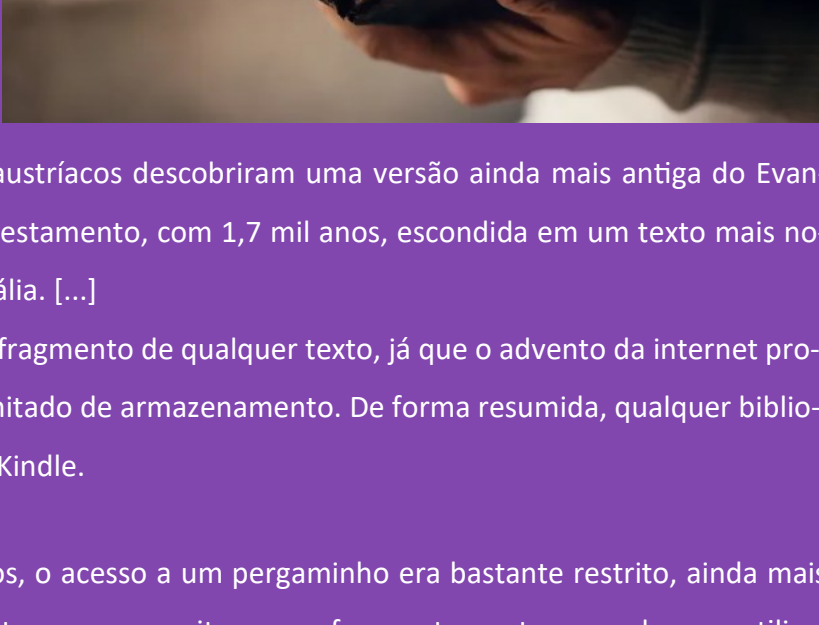 austríacos descobriram uma versão ainda mais antiga do Evan-
estamento, com 1,7 mil anos, escondida em um texto mais no-
ália. [...]
fragmento de qualquer texto, já que o advento da internet pro-
mitado de armazenamento. De forma resumida, qualquer biblio-
Kindle.
os, o acesso a um pergaminho era bastante restrito, ainda mais